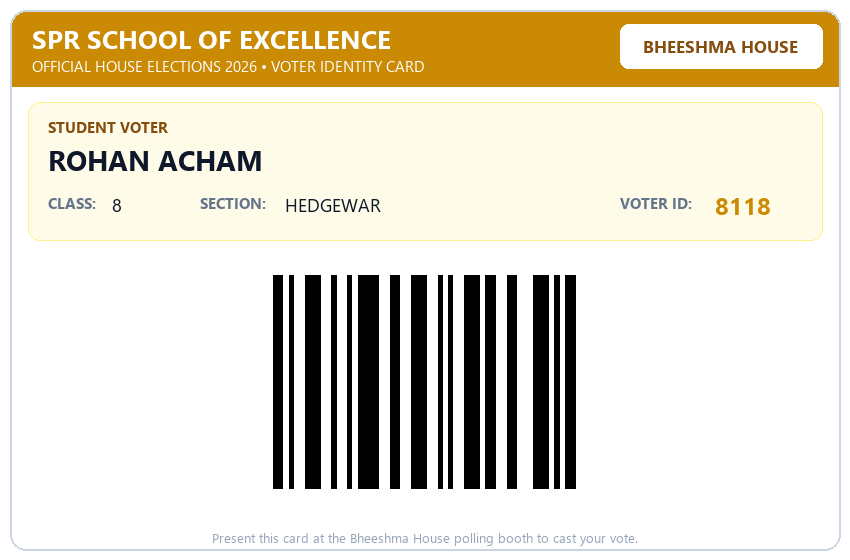 SPR SCHOOL OF EXCELLENCE
OFFICIAL HOUSE ELECTIONS 2026 • VOTER IDENTITY CARD
BHEESHMA HOUSE
STUDENT VOTER
ROHAN ACHAM
CLASS: 8 SECTION: HEDGEWAR VOTER ID: 8118
Present this card at the Bheeshma House polling booth to cast your vote.